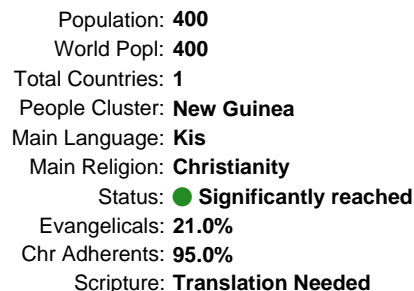 Population: 400
World Popl: 400
Total Countries: 1
People Cluster: New Guinea
Main Language: Kis
Main Religion: Christianity
Status: Significantly reached
Evangelicals: 21.0%
Chr Adherents: 95.0%
Scripture: Translation Needed